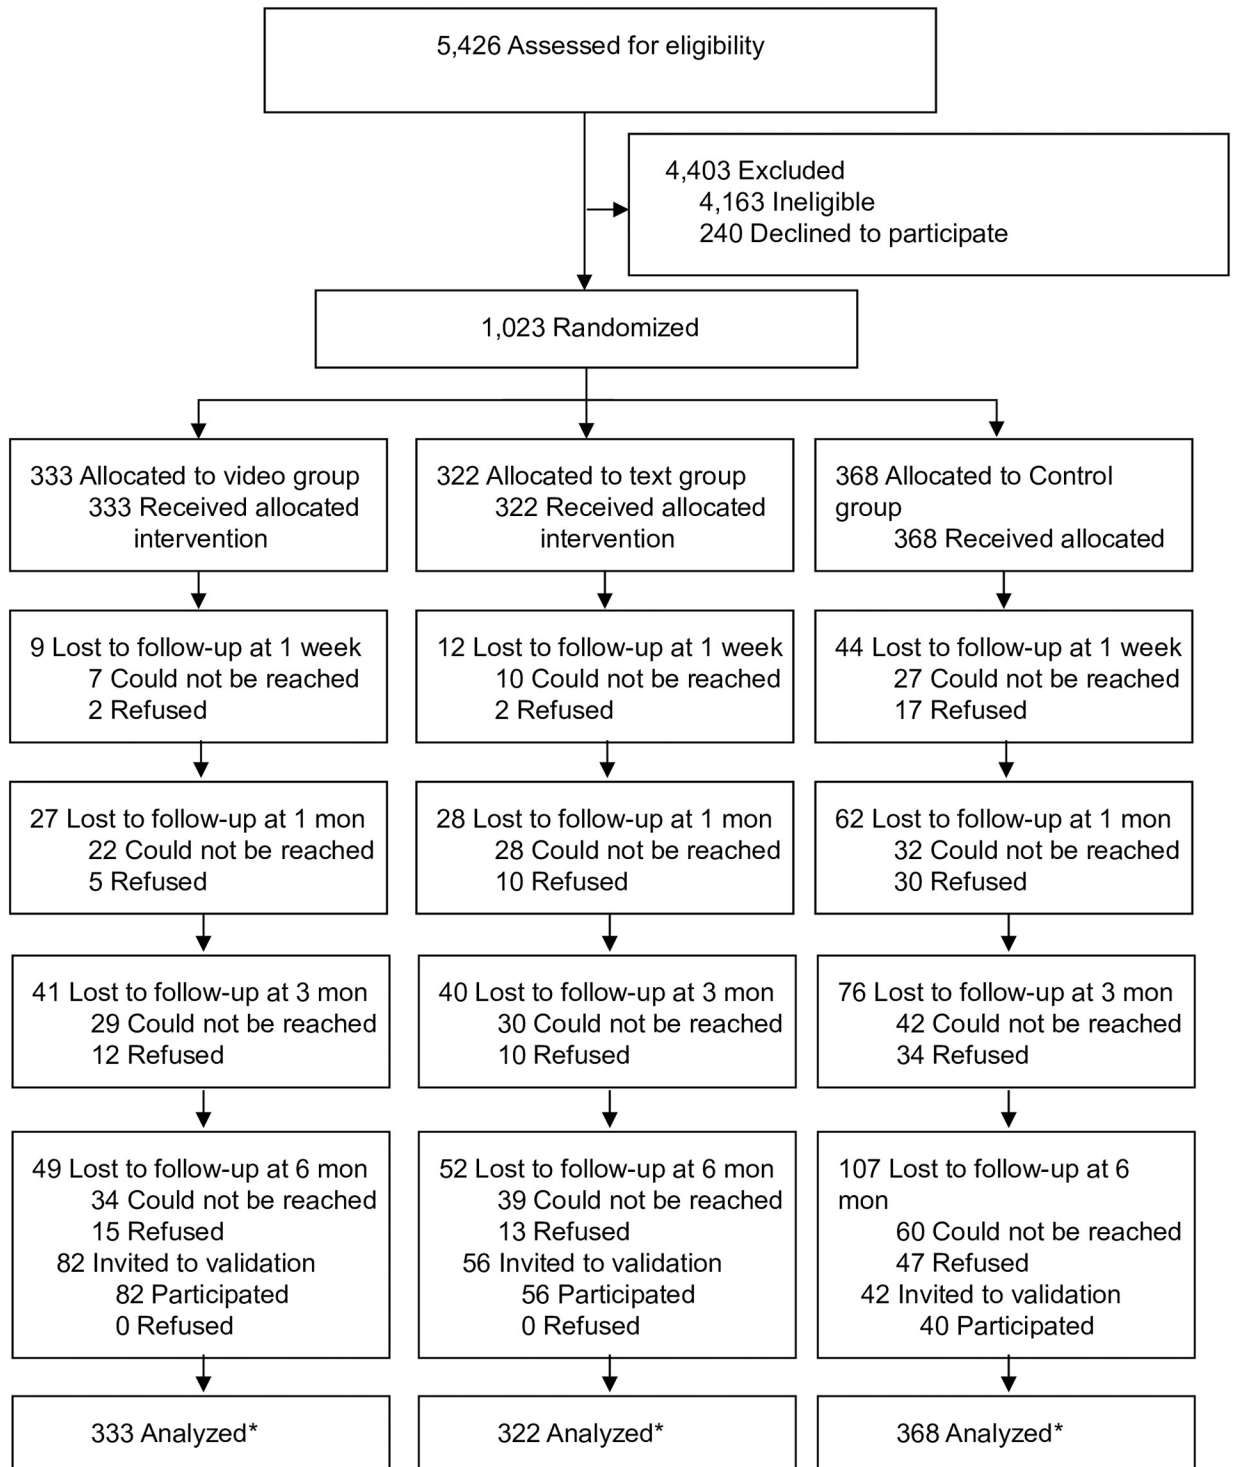 5,426 Assessed for eligibility
4,403 Excluded
4,163 Ineligible
240 Declined to participate
1,023 Randomized
333 Allocated to video group
333 Received allocated
intervention
322 Allocated to text group
322 Received allocated
intervention
368 Allocated to Control
group
368 Received allocated
9 Lost to follow-up at 1 week
7 Could not be reached
2 Refused
12 Lost to follow-up at 1 week
10 Could not be reached
2 Refused
44 Lost to follow-up at 1 week
27 Could not be reached
17 Refused
27 Lost to follow-up at 1 mon
22 Could not be reached
5 Refused
28 Lost to follow-up at 1 mon
28 Could not be reached
10 Refused
62 Lost to follow-up at 1 mon
32 Could not be reached
30 Refused
41 Lost to follow-up at 3 mon
29 Could not be reached
12 Refused
40 Lost to follow-up at 3 mon
30 Could not be reached
10 Refused
76 Lost to follow-up at 3 mon
42 Could not be reached
34 Refused
49 Lost to follow-up at 6 mon
34 Could not be reached
15 Refused
82 Invited to validation
82 Participated
0 Refused
52 Lost to follow-up at 6 mon
39 Could not be reached
13 Refused
56 Invited to validation
56 Participated
0 Refused
107 Lost to follow-up at 6
mon
60 Could not be reached
47 Refused
42 Invited to validation
40 Participated
333 Analyzed*
322 Analyzed*
368 Analyzed*